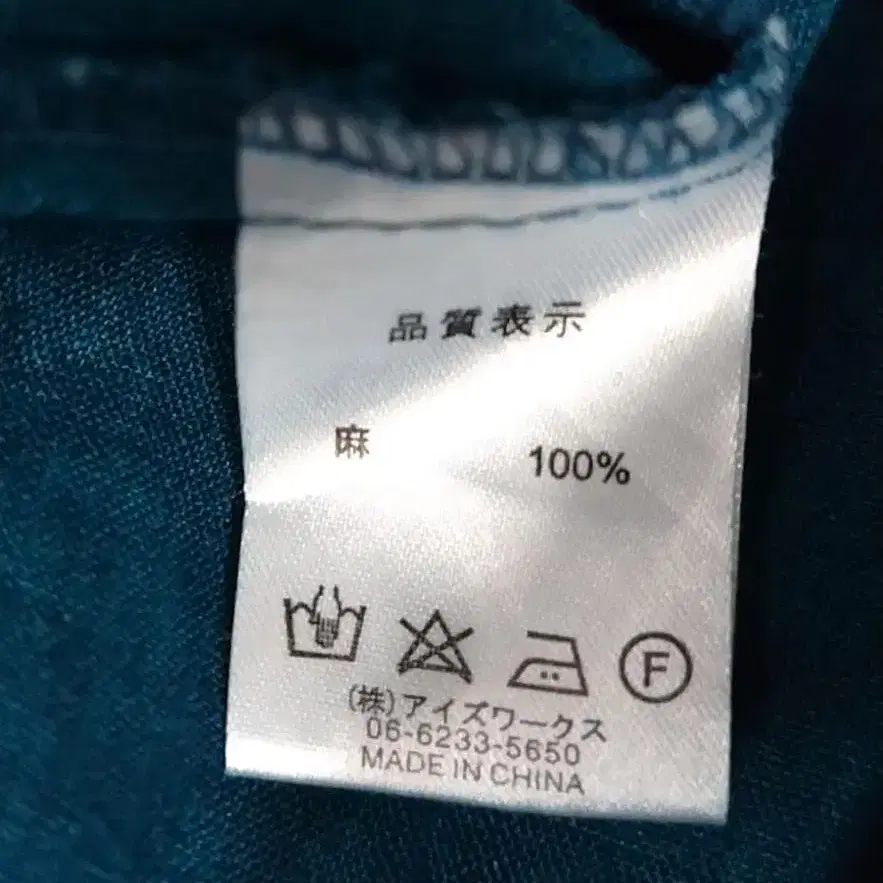 品質表示
麻 100%
F
(株)アイズワークス
06-6233-5650
MADE IN CHINA